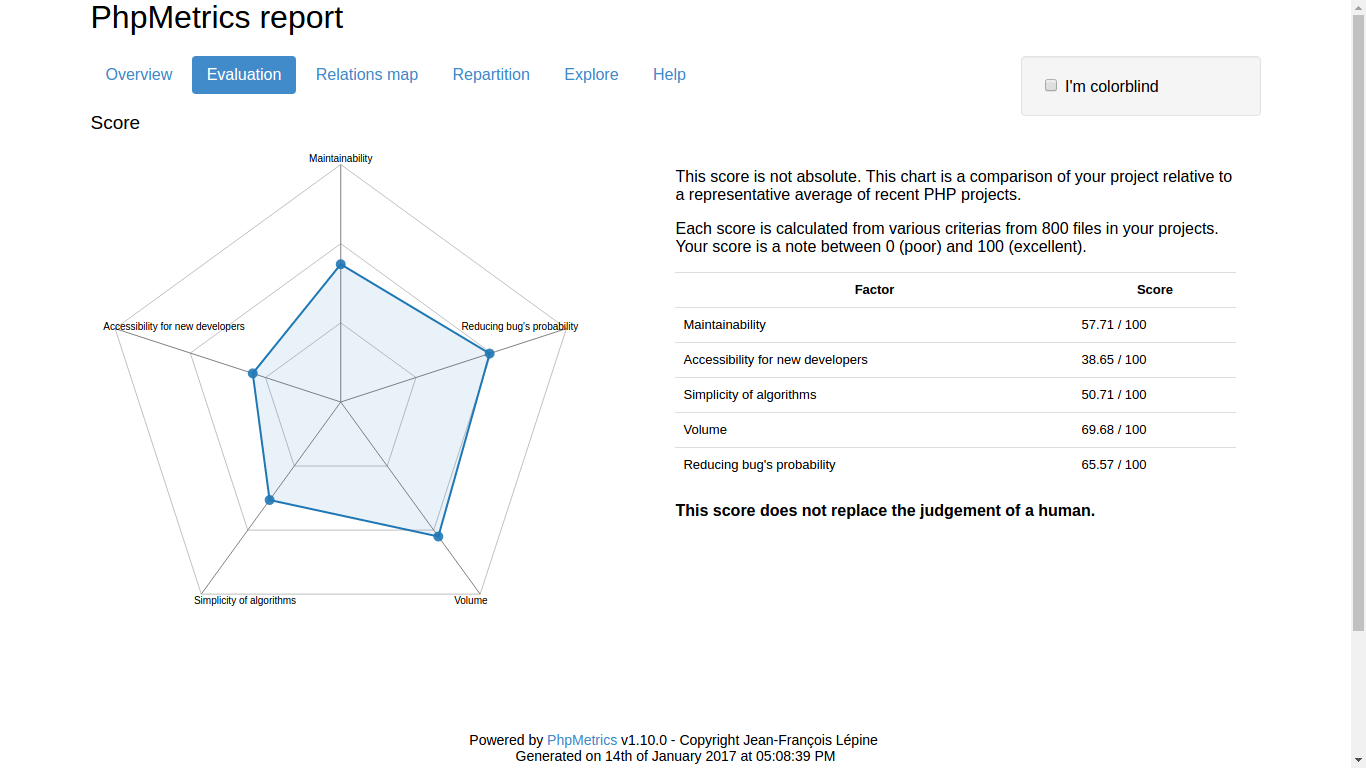 PhpMetrics report
Overview Evaluation Relations map Repartition Explore Help
I'm colorblind
Score
Maintainability
Accessibility for new developers
Reducing bug's probability
Simplicity of algorithms
Volume
This score is not absolute. This chart is a comparison of your project relative to
a representative average of recent PHP projects.
Each score is calculated from various criterias from 800 files in your projects.
Your score is a note between 0 (poor) and 100 (excellent).
Factor Score
Maintainability 57.71 / 100
Accessibility for new developers 38.65 / 100
Simplicity of algorithms 50.71 / 100
Volume 69.68 / 100
Reducing bug's probability 65.57 / 100
This score does not replace the judgement of a human.
Powered by PhpMetrics v1.10.0 - Copyright Jean-François Lépine
Generated on 14th of January 2017 at 05:08:39 PM